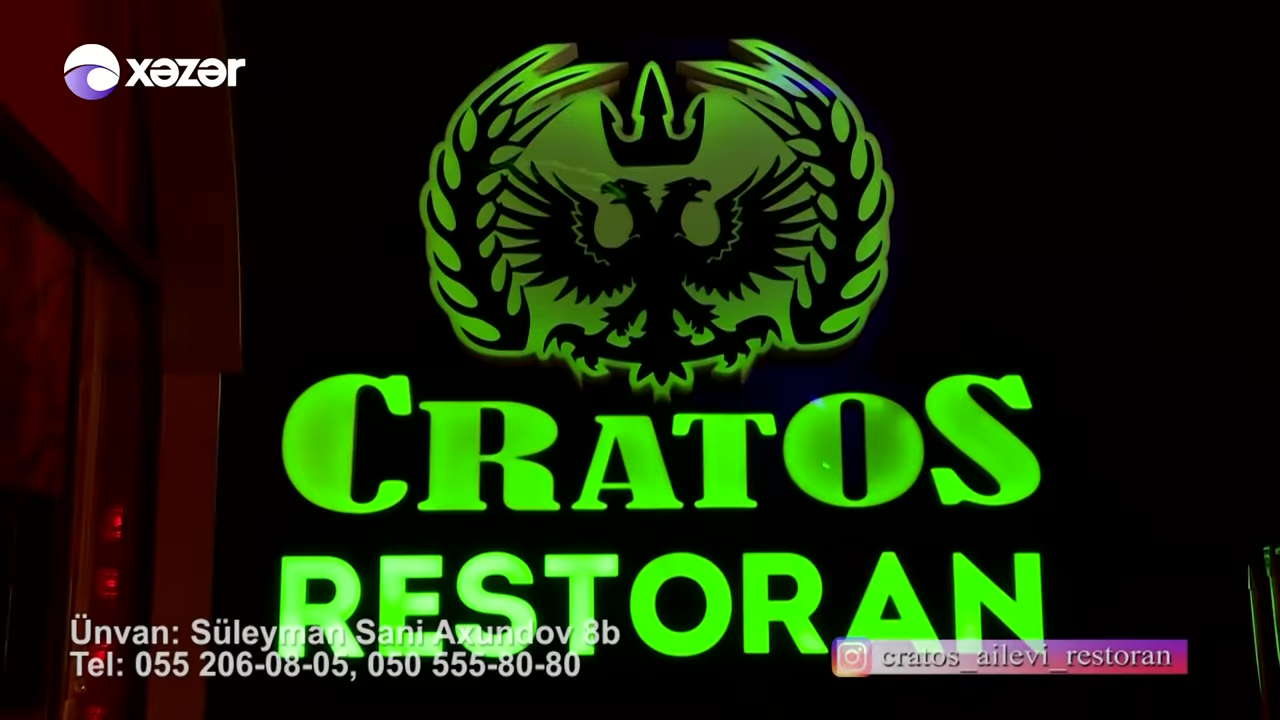 xəzər
CRATOS
RESTORAN
Ünvan: Süleyman Sani Axundov 8b
Tel: 055 206-08-05, 050 555-80-80
cratos_ailevi_restoran